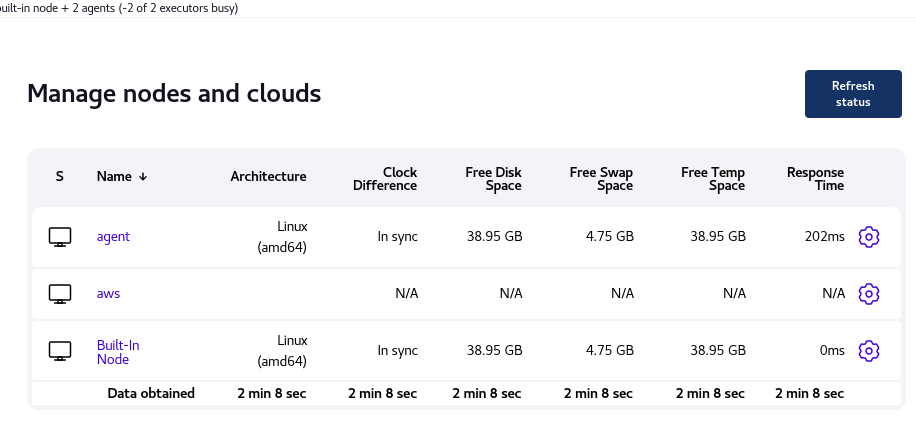 built-in node + 2 agents (-2 of 2 executors busy)
Manage nodes and clouds
Refresh
status
S Name ↓ Architecture Clock Difference Free Disk Space Free Swap Space Free Temp Space Response Time
agent Linux (amd64) In sync 38.95 GB 4.75 GB 38.95 GB 202ms
aws N/A N/A N/A N/A N/A
Built-In Node Linux (amd64) In sync 38.95 GB 4.75 GB 38.95 GB 0ms
Data obtained 2 min 8 sec 2 min 8 sec 2 min 8 sec 2 min 8 sec 2 min 8 sec 2 min 8 sec